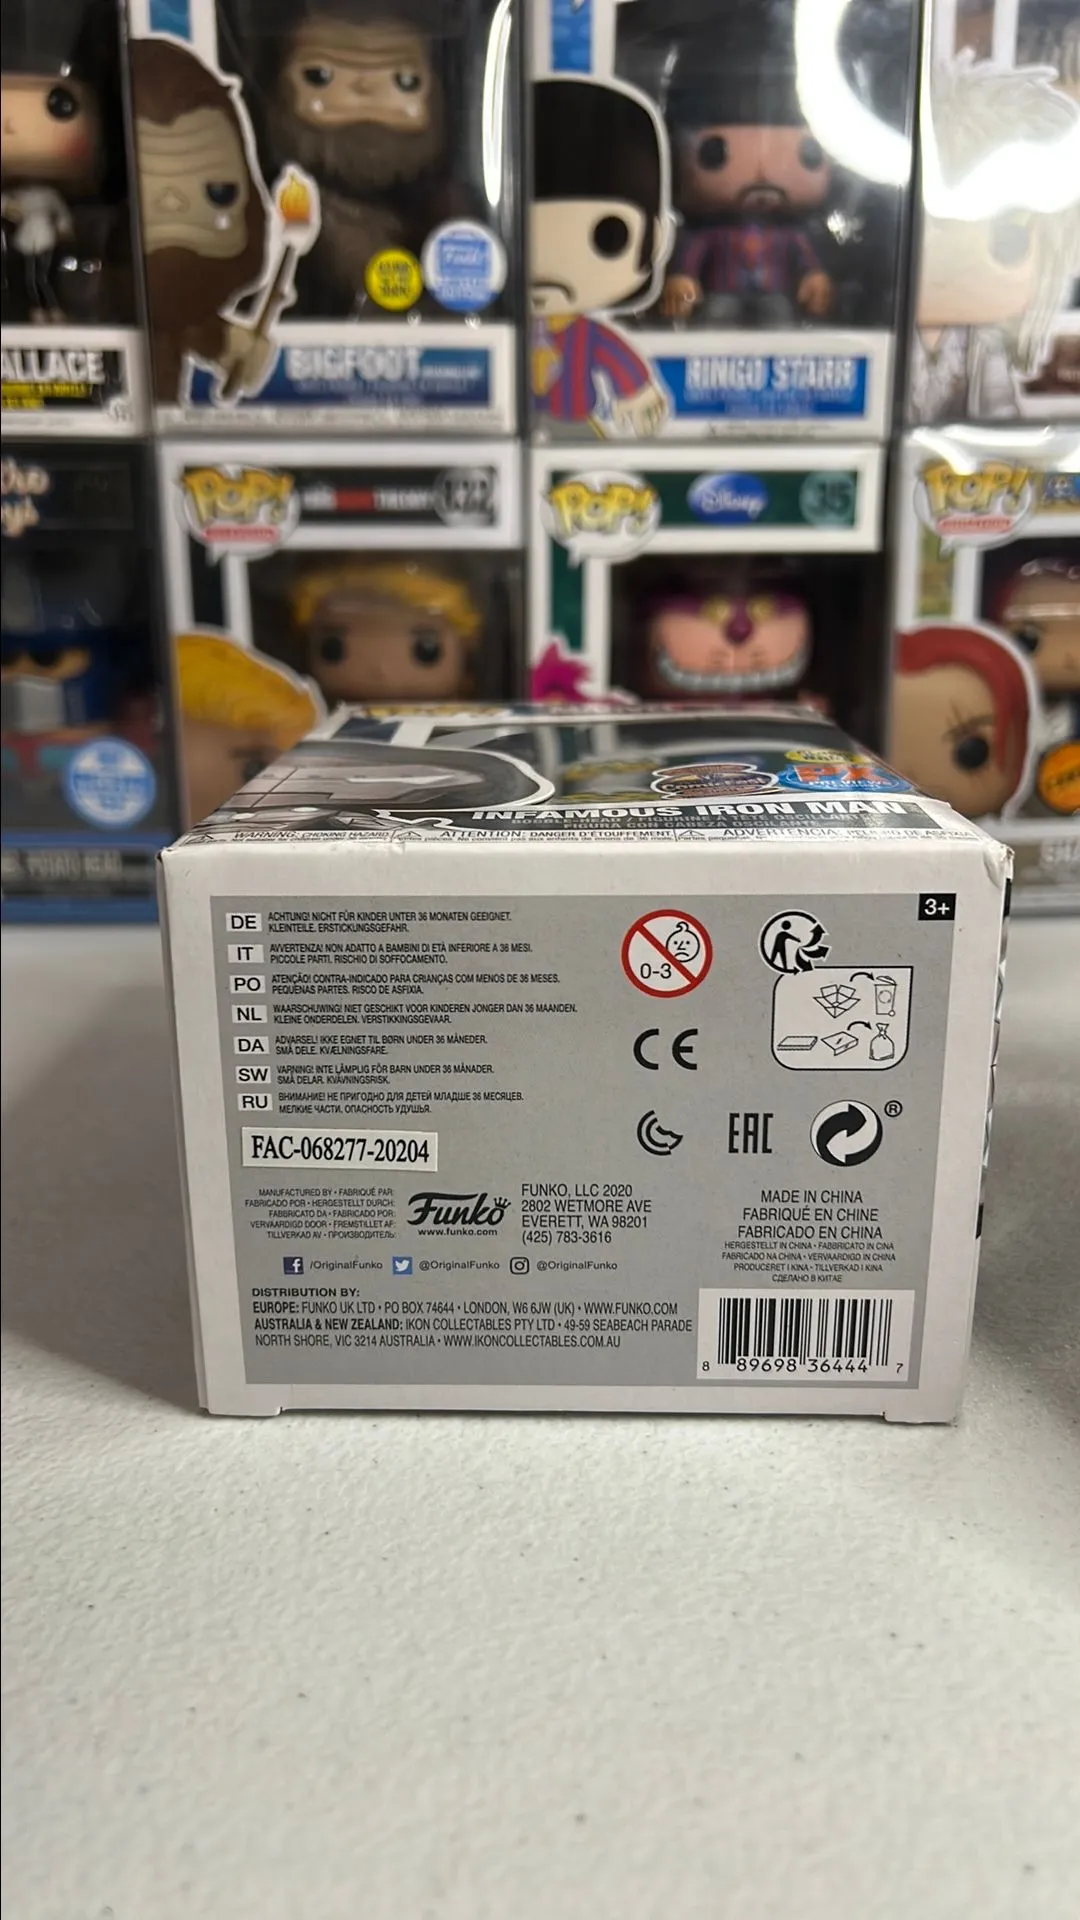 ALLACE
BIGFOOT
RINGO STARR
POP!
122
POP!
Disney
35
POP!
PX
PREVIEWS
INFAMOUS IRON MAN
WARNING: CHOKING HAZARD.
ATTENTION: DANGER D'ÉTOUFFEMENT
ADVERTENCIA: PELIGRO DE ASFIXIA
3+
DE ACHTUNG! NICHT FÜR KINDER UNTER 36 MONATEN GEEIGNET.
KLEINTEILE. ERSTICKUNGSGEFAHR.
IT AVVERTENZA! NON ADATTO A BAMBINI DI ETÀ INFERIORE A 36 MESI.
PICCOLE PARTI. RISCHIO DI SOFFOCAMENTO.
PO ATENÇÃO! CONTRA-INDICADO PARA CRIANÇAS COM MENOS DE 36 MESES.
PEQUENAS PARTES. RISCO DE ASFIXIA.
NL WAARSCHUWING! NIET GESCHIKT VOOR KINDEREN JONGER DAN 36 MAANDEN.
KLEINE ONDERDELEN. VERSTIKKINGSGEVAAR.
DA ADVARSEL! IKKE EGNET TIL BØRN UNDER 36 MÅNEDER.
SMÅ DELE. KVÆLNINGSFARE.
SW VARNING! INTE LÄMPLIG FÖR BARN UNDER 36 MÅNADER.
SMÅ DELAR. KVÄVNINGSRISK.
RU ВНИМАНИЕ! НЕ ПРИГОДНО ДЛЯ ДЕТЕЙ МЛАДШЕ 36 МЕСЯЦЕВ.
МЕЛКИЕ ЧАСТИ. ОПАСНОСТЬ УДУШЬЯ.
0-3
CE
EAC
®
FAC-068277-20204
MANUFACTURED BY • FABRIQUÉ PAR:
FABRICADO POR • HERGESTELLT DURCH:
FABBRICATO DA • FABRICADO POR:
VERVAARDIGD DOOR • FREMSTILLET AF:
TILLVERKAD AV • ПРОИЗВОДИТЕЛЬ:
Funko
www.funko.com
FUNKO, LLC 2020
2802 WETMORE AVE
EVERETT, WA 98201
(425) 783-3616
MADE IN CHINA
FABRIQUÉ EN CHINE
FABRICADO EN CHINA
HERGESTELLT IN CHINA • FABBRICATO IN CINA
FABRICADO NA CHINA • VERVAARDIGD IN CHINA
PRODUCERET I KINA • TILLVERKAD I KINA
СДЕЛАНО В КИТАЕ
/OriginalFunko @OriginalFunko @OriginalFunko
DISTRIBUTION BY:
EUROPE: FUNKO UK LTD • PO BOX 74644 • LONDON, W6 6JW (UK) • WWW.FUNKO.COM
AUSTRALIA & NEW ZEALAND: IKON COLLECTABLES PTY LTD • 49-59 SEABEACH PARADE
NORTH SHORE, VIC 3214 AUSTRALIA • WWW.IKONCOLLECTABLES.COM.AU
8 89698 36444 7